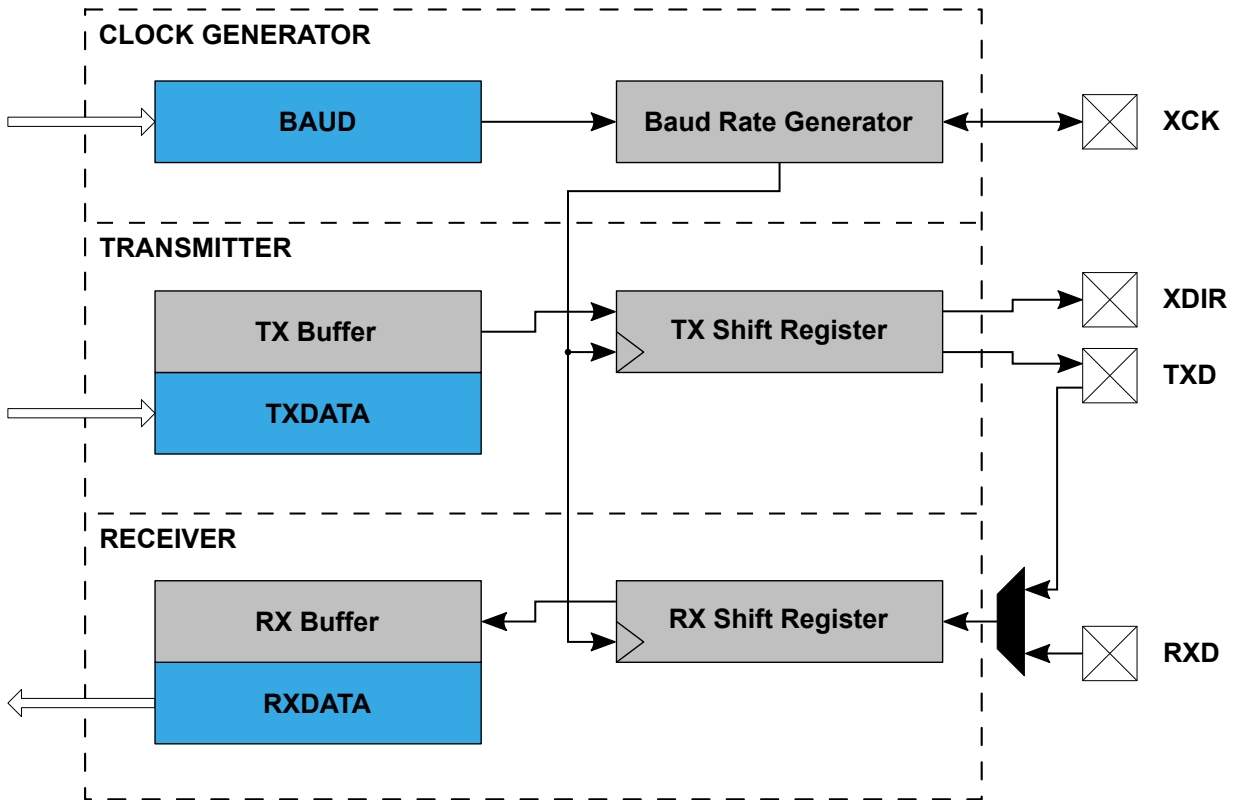 CLOCK GENERATOR
BAUD
Baud Rate Generator
XCK
TRANSMITTER
TX Buffer
TX Shift Register
XDIR
TXD
TXDATA
RECEIVER
RX Buffer
RX Shift Register
RXD
RXDATA